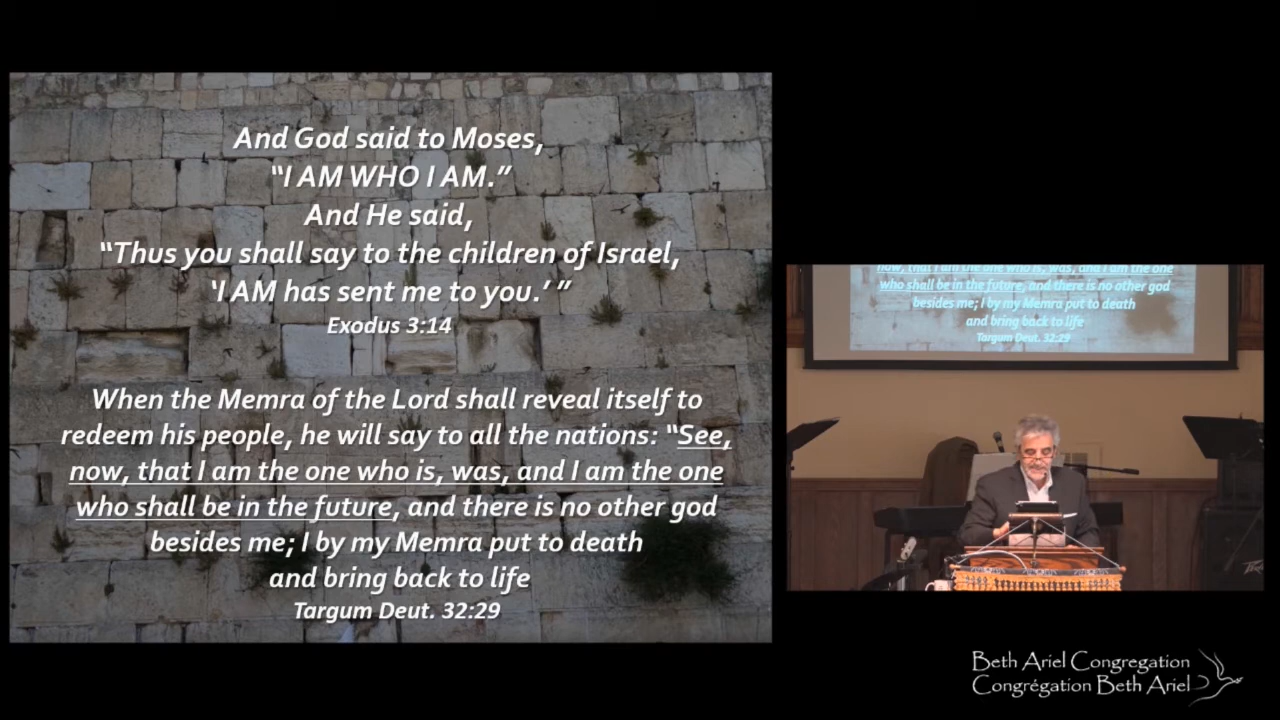 And God said to Moses,
“I AM WHO I AM.”
And He said,
“Thus you shall say to the children of Israel,
‘I AM has sent me to you.’ ”
Exodus 3:14
When the Memra of the Lord shall reveal itself to
redeem his people, he will say to all the nations: “See,
now, that I am the one who is, was, and I am the one
who shall be in the future, and there is no other god
besides me; I by my Memra put to death
and bring back to life
Targum Deut. 32:29
now, that I am the one who is, was, and I am the one
who shall be in the future, and there is no other god
besides me; I by my Memra put to death
and bring back to life
Targum Deut. 32:29
Beth Ariel Congregation
Congrégation Beth Ariel